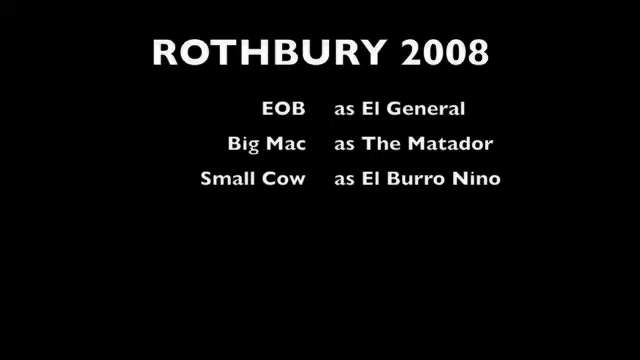 ROTHBURY 2008
EOB as El General
Big Mac as The Matador
Small Cow as El Burro Nino